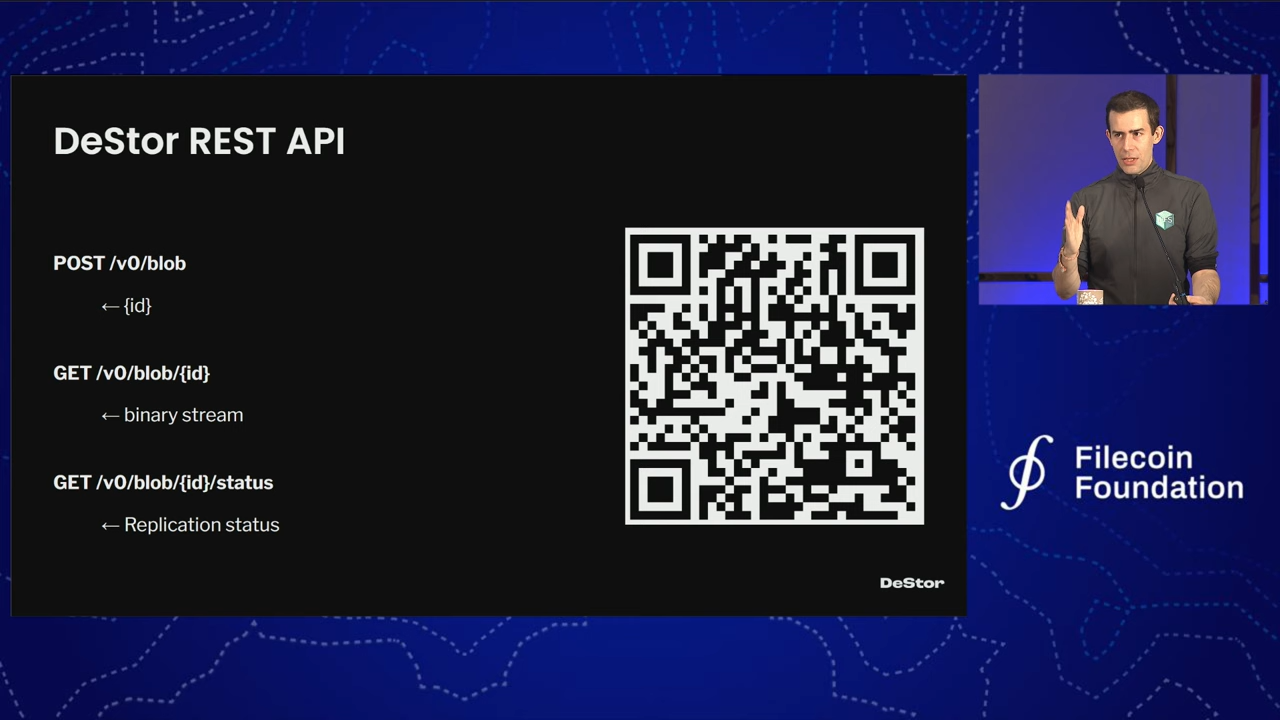 DeStor REST API
POST /v0/blob
← {id}
GET /v0/blob/{id}
← binary stream
GET /v0/blob/{id}/status
← Replication status
DeStor
Filecoin
Foundation